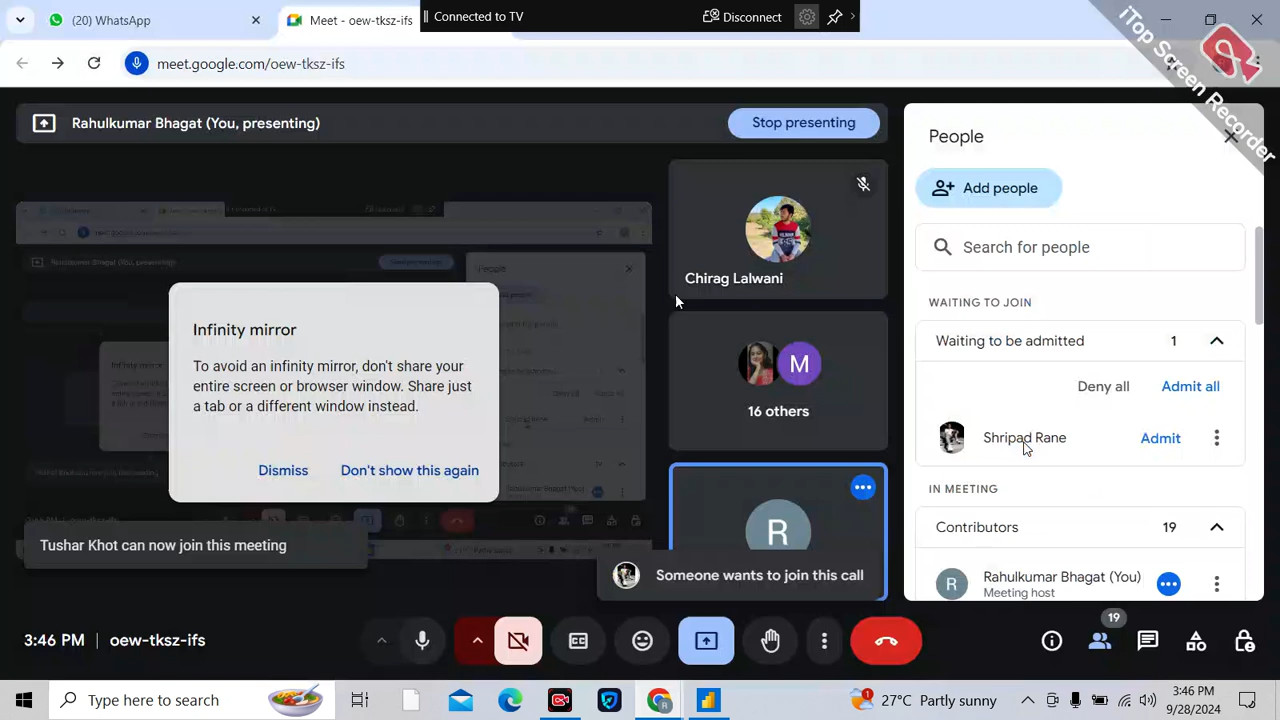 (20) WhatsApp
Meet - oew-tksz-ifs
Connected to TV
Disconnect
iTop Screen Recorder
meet.google.com/oew-tksz-ifs
Rahulkumar Bhagat (You, presenting)
Stop presenting
Chirag Lalwani
M
16 others
R
Infinity mirror
To avoid an infinity mirror, don't share your
entire screen or browser window. Share just
a tab or a different window instead.
Dismiss
Don't show this again
Tushar Khot can now join this meeting
Someone wants to join this call
People
Add people
Search for people
WAITING TO JOIN
Waiting to be admitted
1
Deny all
Admit all
Shripad Rane
Admit
IN MEETING
Contributors
19
R
Rahulkumar Bhagat (You)
Meeting host
3:46 PM
oew-tksz-ifs
19
Type here to search
27°C Partly sunny
3:46 PM
9/28/2024